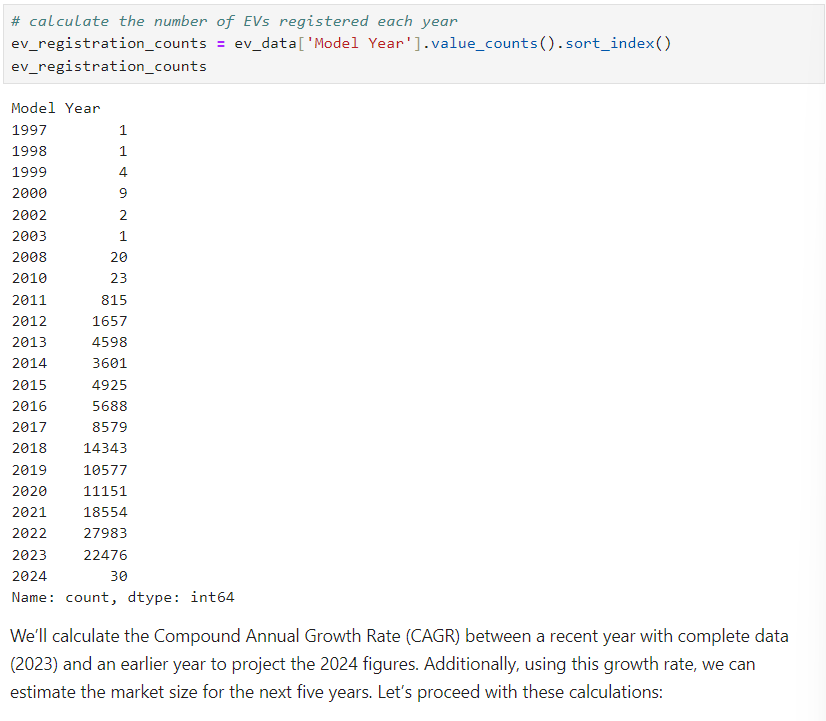 # calculate the number of EVs registered each year
ev_registration_counts = ev_data['Model Year'].value_counts().sort_index()
ev_registration_counts
Model Year
1997 1
1998 1
1999 4
2000 9
2002 2
2003 1
2008 20
2010 23
2011 815
2012 1657
2013 4598
2014 3601
2015 4925
2016 5688
2017 8579
2018 14343
2019 10577
2020 11151
2021 18554
2022 27983
2023 22476
2024 30
Name: count, dtype: int64
We’ll calculate the Compound Annual Growth Rate (CAGR) between a recent year with complete data
(2023) and an earlier year to project the 2024 figures. Additionally, using this growth rate, we can
estimate the market size for the next five years. Let’s proceed with these calculations: